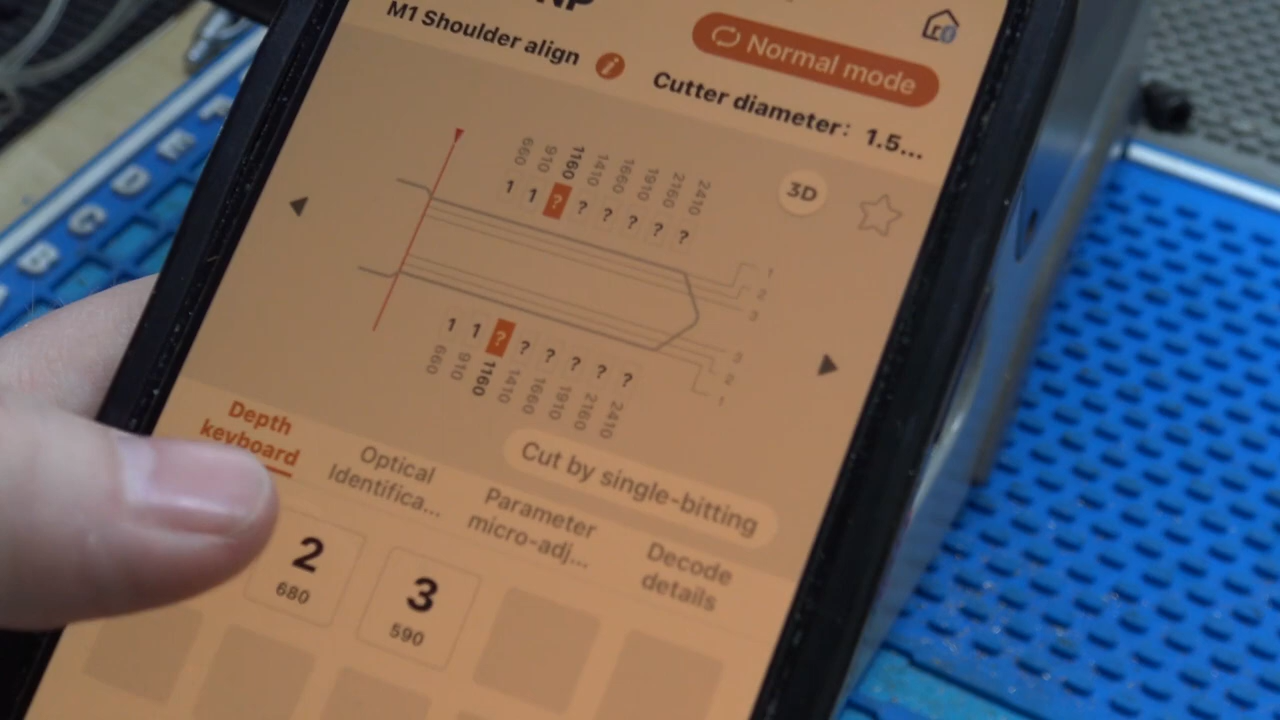 NP
M1 Shoulder align i
Normal mode
Cutter diameter: 1.5...
660 910 1160 1410 1660 1910 2160 2410
1 1 ? ? ? ? ? ?
3D
1
2
3
3
2
1
1 1 ? ? ? ? ? ?
660 910 1160 1410 1660 1910 2160 2410
Cut by single-bitting
Depth
keyboard
Optical
Identifica...
Parameter
micro-adj...
Decode
details
2
680
3
590
B C D E